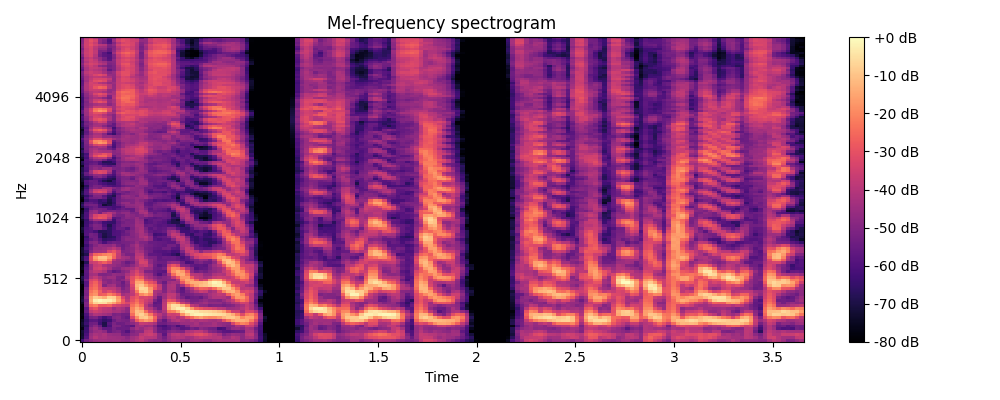 Mel-frequency spectrogram
Hz
4096
2048
1024
512
0
0
0.5
1
1.5
2
2.5
3
3.5
Time
+0 dB
-10 dB
-20 dB
-30 dB
-40 dB
-50 dB
-60 dB
-70 dB
-80 dB